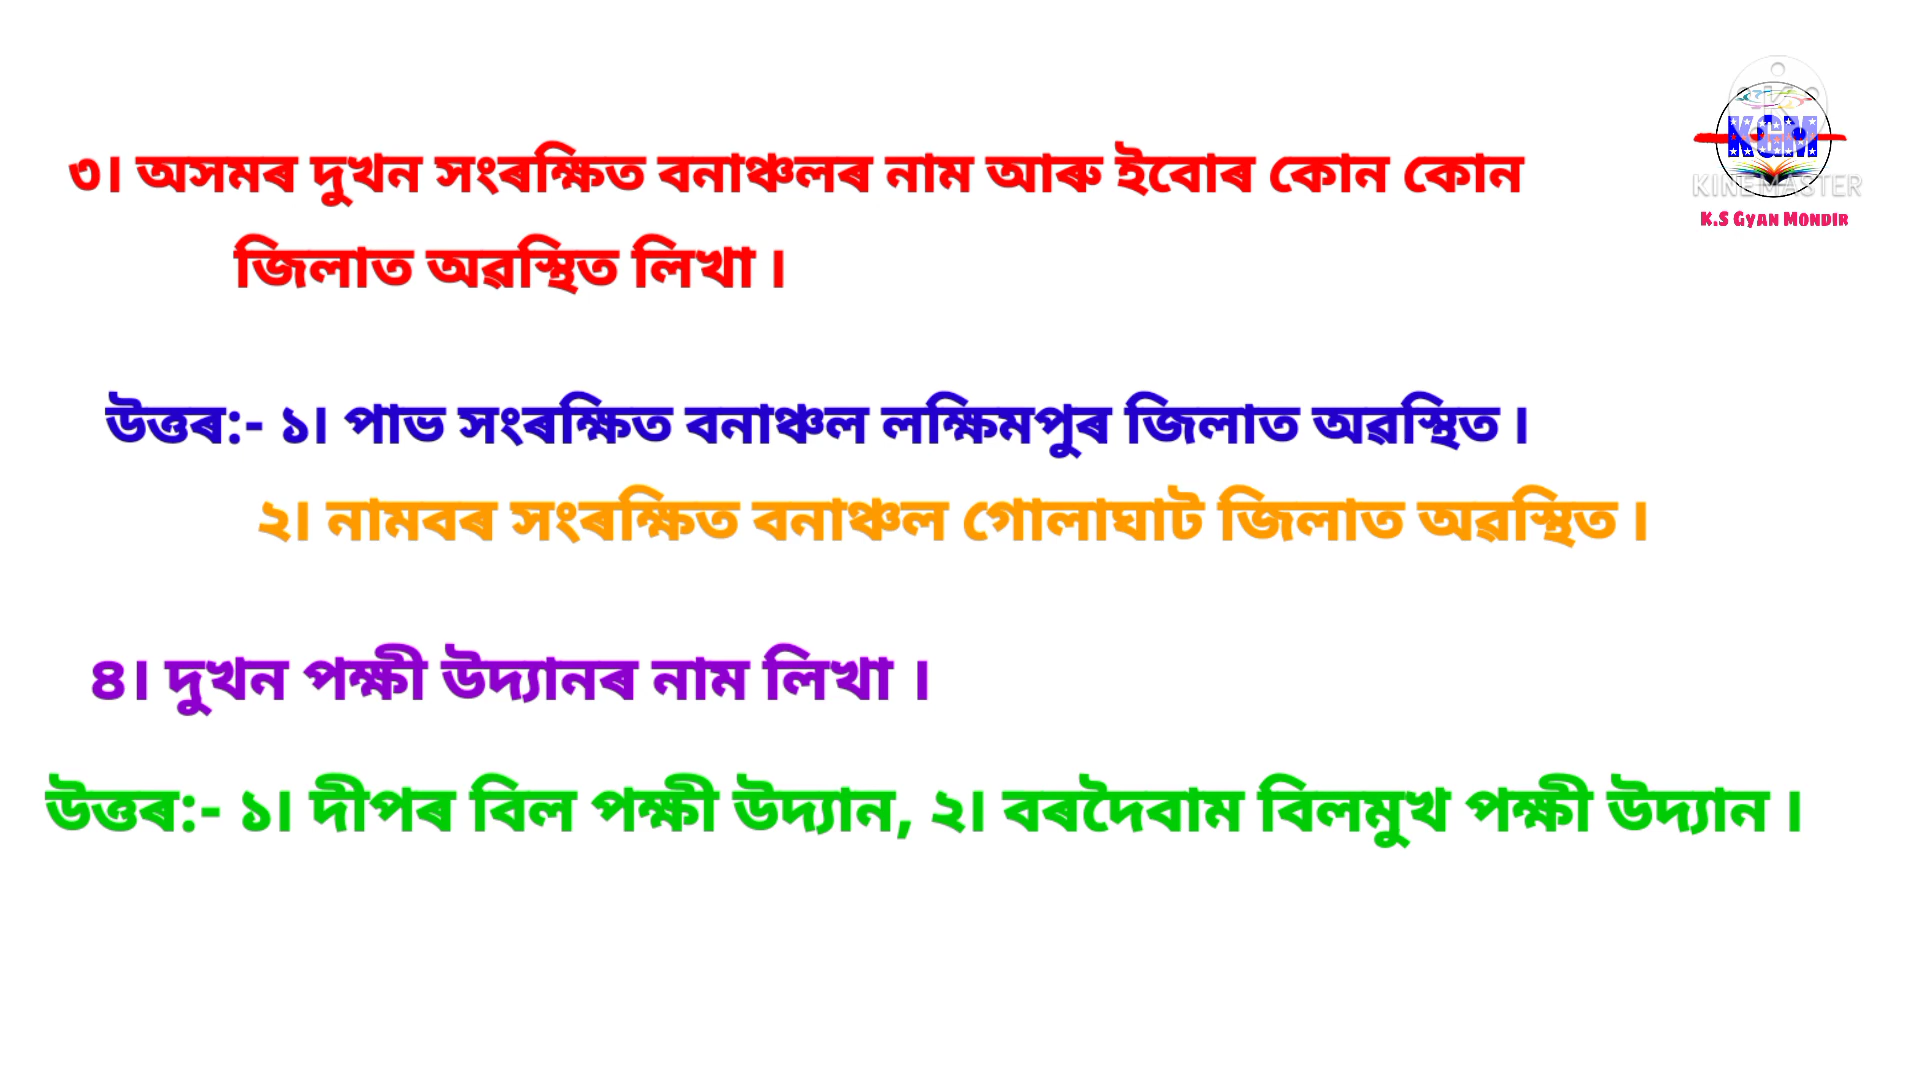 ৩। অসমৰ দুখন সংৰক্ষিত বনাঞ্চলৰ নাম আৰু ইবোৰ কোন কোন
জিলাত অৱস্থিত লিখা।
উত্তৰ:- ১। পাভ সংৰক্ষিত বনাঞ্চল লক্ষিমপুৰ জিলাত অৱস্থিত।
২। নামবৰ সংৰক্ষিত বনাঞ্চল গোলাঘাট জিলাত অৱস্থিত।
৪। দুখন পক্ষী উদ্যানৰ নাম লিখা ।
উত্তৰ:- ১। দীপৰ বিল পক্ষী উদ্যান, ২। বৰদৈবাম বিলমুখ পক্ষী উদ্যান।
KGM
KINEMASTER
K.S Gyan Mondir